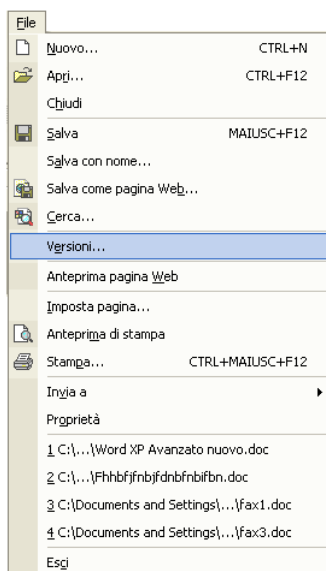 File
Nuovo... CTRL+N
Apri... CTRL+F12
Chiudi
Salva MAIUSC+F12
Salva con nome...
Salva come pagina Web...
Cerca...
Versioni...
Anteprima pagina Web
Imposta pagina...
Anteprima di stampa
Stampa... CTRL+MAIUSC+F12
Invia a
Proprietà
1 C:\...\Word XP Avanzato nuovo.doc
2 C:\...\Fhhbfjfnbjfdnbfnbifbn.doc
3 C:\Documents and Settings\...\fax1.doc
4 C:\Documents and Settings\...\fax3.doc
Esci